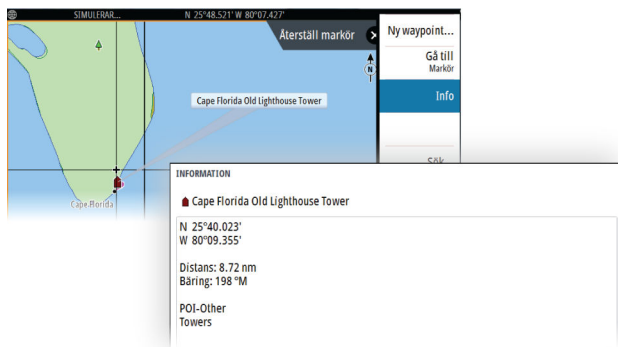 SIMULERAR... N 25°48.521' W 80°07.427'
Återställ markör
Ny waypoint...
N
Gå till
Markör
Cape Florida Old Lighthouse Tower
Info
Sök
Cape Florida
INFORMATION
Cape Florida Old Lighthouse Tower
N 25°40.023'
W 80°09.355'
Distans: 8.72 nm
Bäring: 198 °M
POI-Other
Towers